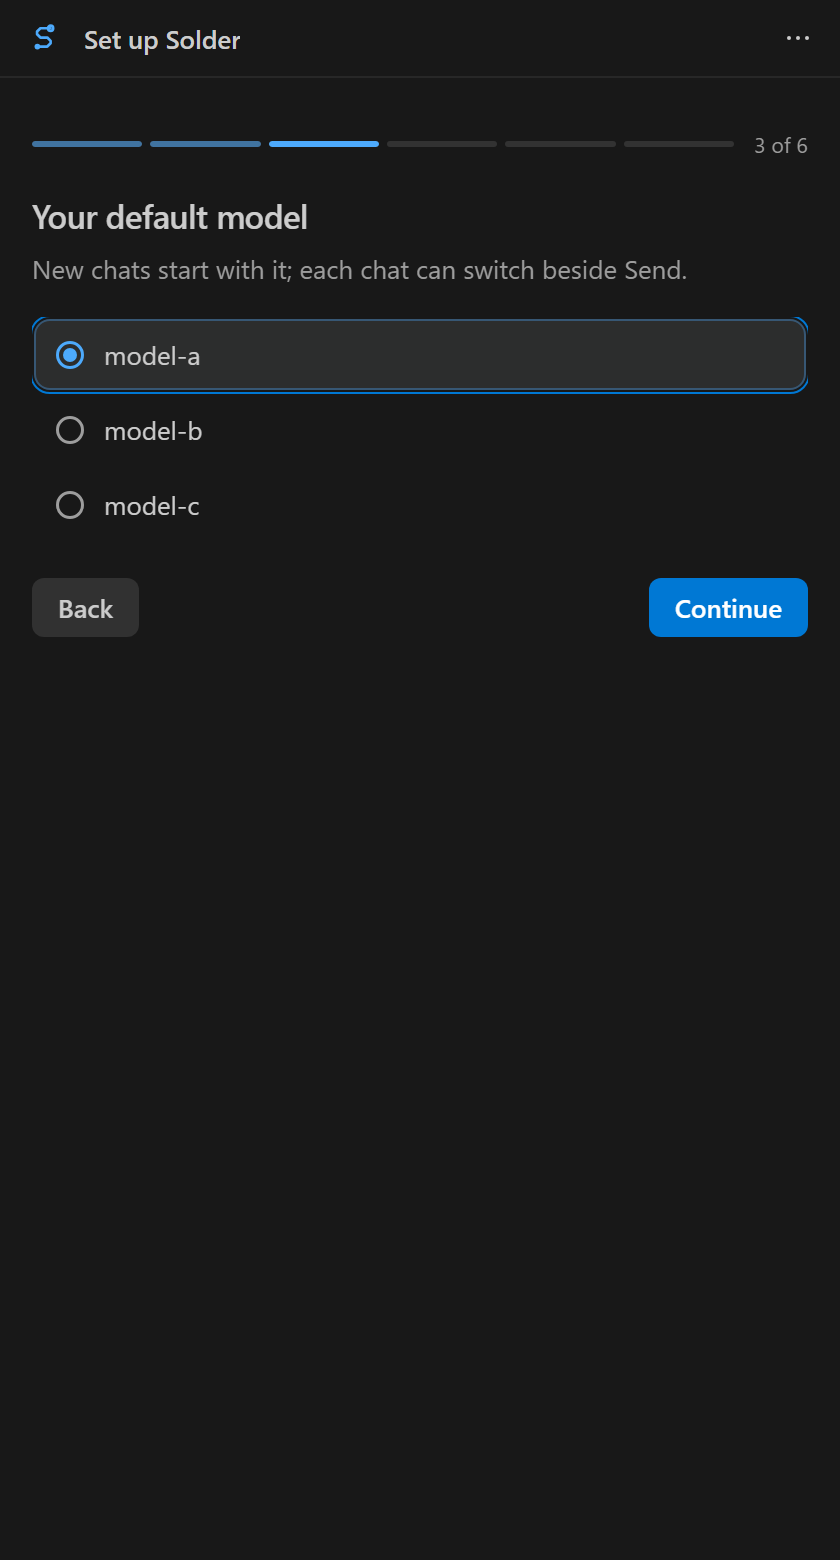 Set up Solder
3 of 6
Your default model
New chats start with it; each chat can switch beside Send.
model-a
model-b
model-c
Back
Continue